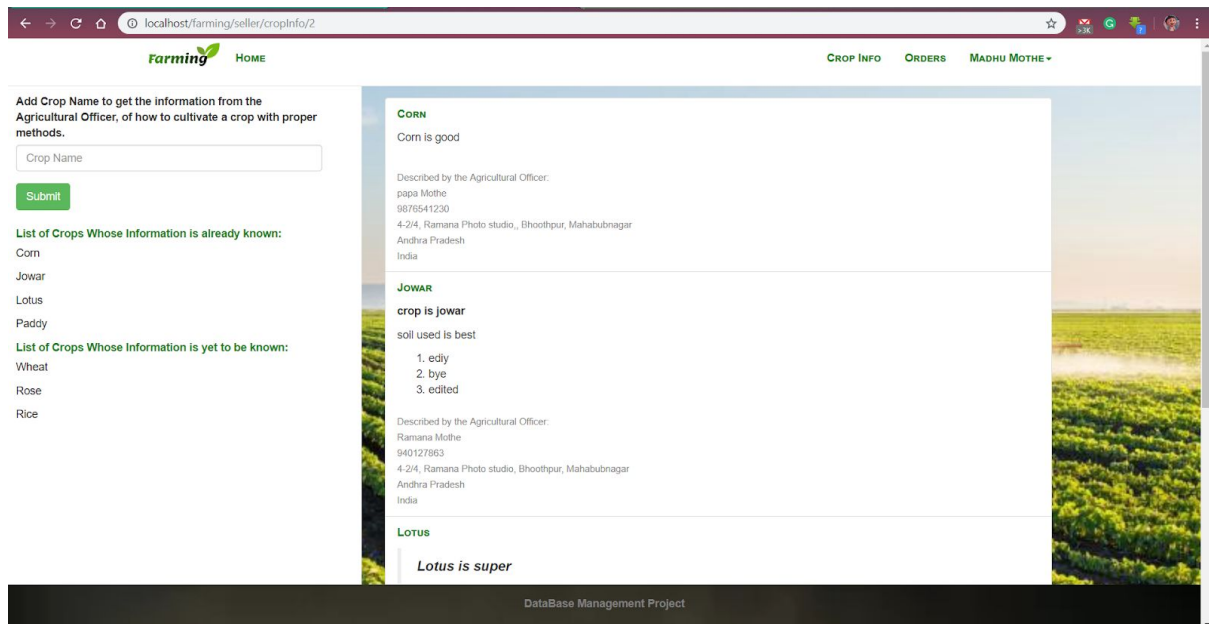 localhost/farming/seller/cropInfo/2
>3K
G
?
Farming
HOME
CROP INFO
ORDERS
MADHU MOTHE
Add Crop Name to get the information from the
Agricultural Officer, of how to cultivate a crop with proper
methods.
Crop Name
Submit
List of Crops Whose Information is already known:
Corn
Jowar
Lotus
Paddy
List of Crops Whose Information is yet to be known:
Wheat
Rose
Rice
CORN
Corn is good
Described by the Agricultural Officer:
papa Mothe
9876541230
4-2/4, Ramana Photo studio,, Bhoothpur, Mahabubnagar
Andhra Pradesh
India
JOWAR
crop is jowar
soil used is best
1. ediy
2. bye
3. edited
Described by the Agricultural Officer:
Ramana Mothe
940127863
4-2/4, Ramana Photo studio, Bhoothpur, Mahabubnagar
Andhra Pradesh
India
LOTUS
Lotus is super
DataBase Management Project